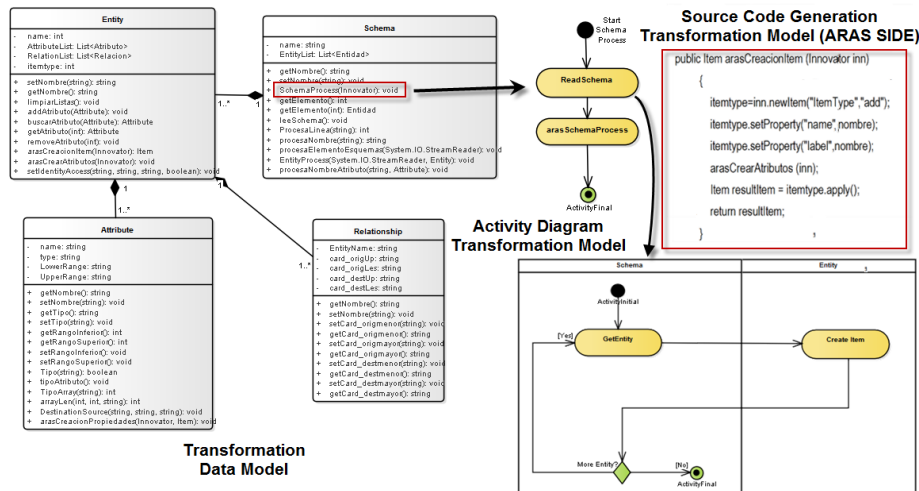 Entity
- name: string
- AttributeList: List<Atributo>
- RelationList: List<Relacion>
- itemtype: int
+ setNombre(string): string
+ getNombre(): string
+ limpiarListas(): void
+ addAtributo(Attribute): void
+ buscarAtributo(Attribute): Attribute
+ getAtributo(int): Attribute
+ removeAtributo(int): void
+ arasCreacionItem(Innovator): Item
+ arasCrearAtributos(Innovator): void
+ setIdentityAccess(string, string, string, boolean): void
1..*
1
1
1
1..*
1..*
Schema
- name: string
- EntityList: List<Entidad>
+ getNombre(): string
+ setNombre(string): void
+ SchemaProcess(Innovator): void
+ getElemento(): int
+ getElemento(int): Entidad
+ leeSchema(): void
+ ProcesaLinea(string): int
+ procesaNombre(string): string
+ procesaElementoEsquemas(System.IO.StreamReader): void
+ EntityProcess(System.IO.StreamReader, Entity): void
+ procesaNombreAtributo(string, Attribute): void
Attribute
- name: string
- type: string
- LowerRange: string
- UpperRange: string
+ getNombre(): string
+ setNombre(string): void
+ getTipo(): string
+ setTipo(string): void
+ getRangoInferior(): int
+ getRangoSuperior(): int
+ setRangoInferior(): void
+ setRangoSuperior(): void
+ Tipo(string): boolean
+ tipoAtributo(): void
+ TipoArray(string): int
+ arrayLen(int, int, string): int
+ DestinationSource(string, string, string): void
+ arasCreacionPropiedades(Innovator, Item): void
Relationship
- EntityName: string
- card_origUp: string
- card_origLes: string
- card_destUp: string
- card_destLes: string
+ getNombre(): string
+ setNombre(string): void
+ setCard_origmenor(string): void
+ getCard_origmenor(): string
+ setCard_origmayor(string): void
+ getCard_origmayor(): string
+ setCard_destmenor(string): void
+ getCard_destmenor(): string
+ setCard_destmayor(string): void
+ getCard_destmayor(): string
Transformation
Data Model
Start
Schema
Process
ReadSchema
arasSchemaProcess
ActivityFinal
Activity Diagram
Transformation Model
Source Code Generation
Transformation Model (ARAS SIDE)
public Item arasCreacionItem (Innovator inn)
{
itemtype=inn.newItem("ItemType","add");
itemtype.setProperty("name",nombre);
itemtype.setProperty("label",nombre);
arasCrearAtributos (inn);
Item resultItem = itemtype.apply();
return resultItem;
}
Schema
Entity
1
ActivityInitial
[Yes]
GetEntity
Create Item
More Entity?
[No]
ActivityFinal